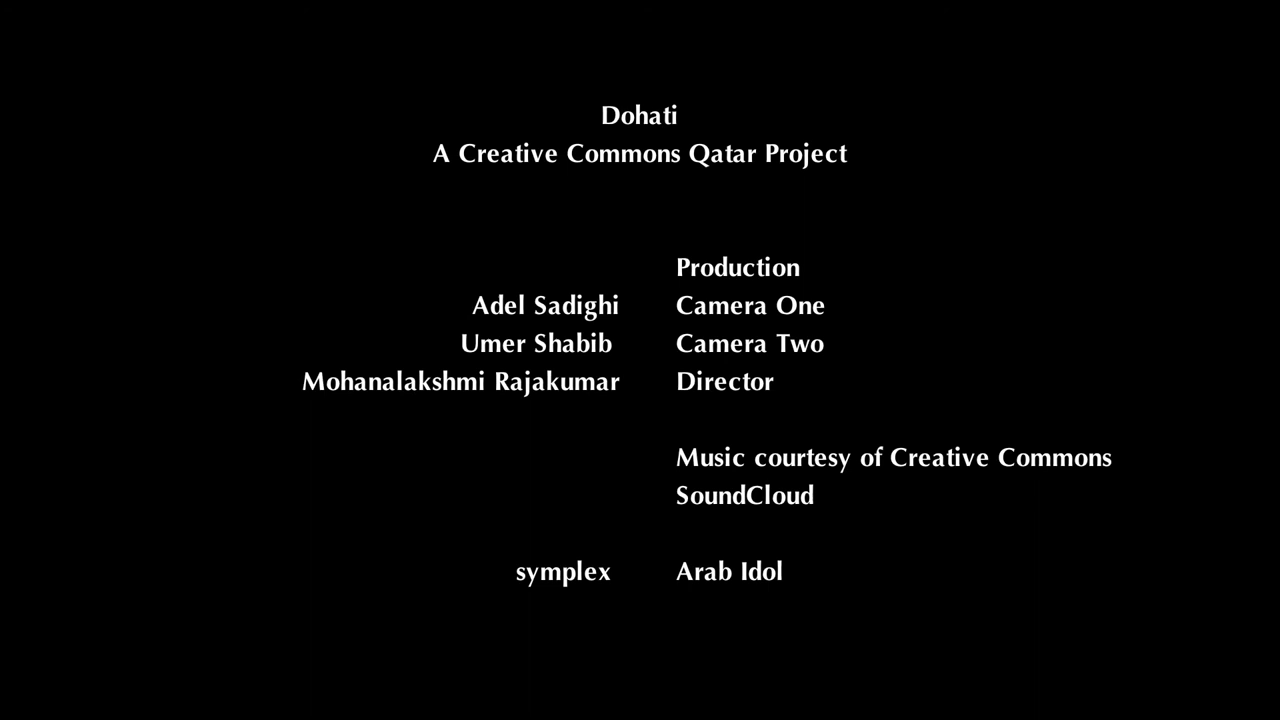 Dohati
A Creative Commons Qatar Project
Production
Adel Sadighi Camera One
Umer Shabib Camera Two
Mohanalakshmi Rajakumar Director
Music courtesy of Creative Commons
SoundCloud
symplex Arab Idol